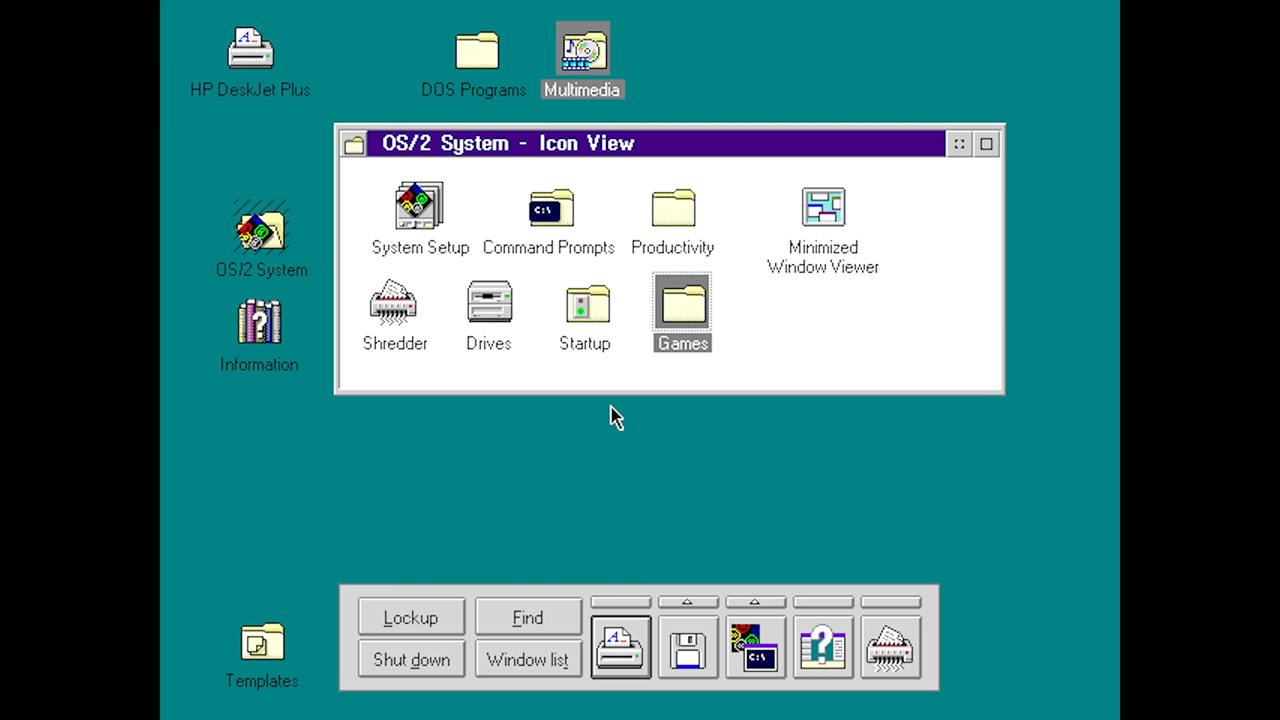 HP DeskJet Plus
DOS Programs
Multimedia
OS/2 System - Icon View
System Setup
Command Prompts
Productivity
Minimized
Window Viewer
C:\
Shredder
Drives
Startup
Games
OS/2 System
Information
Templates
Lockup
Find
Shut down
Window list
C:\